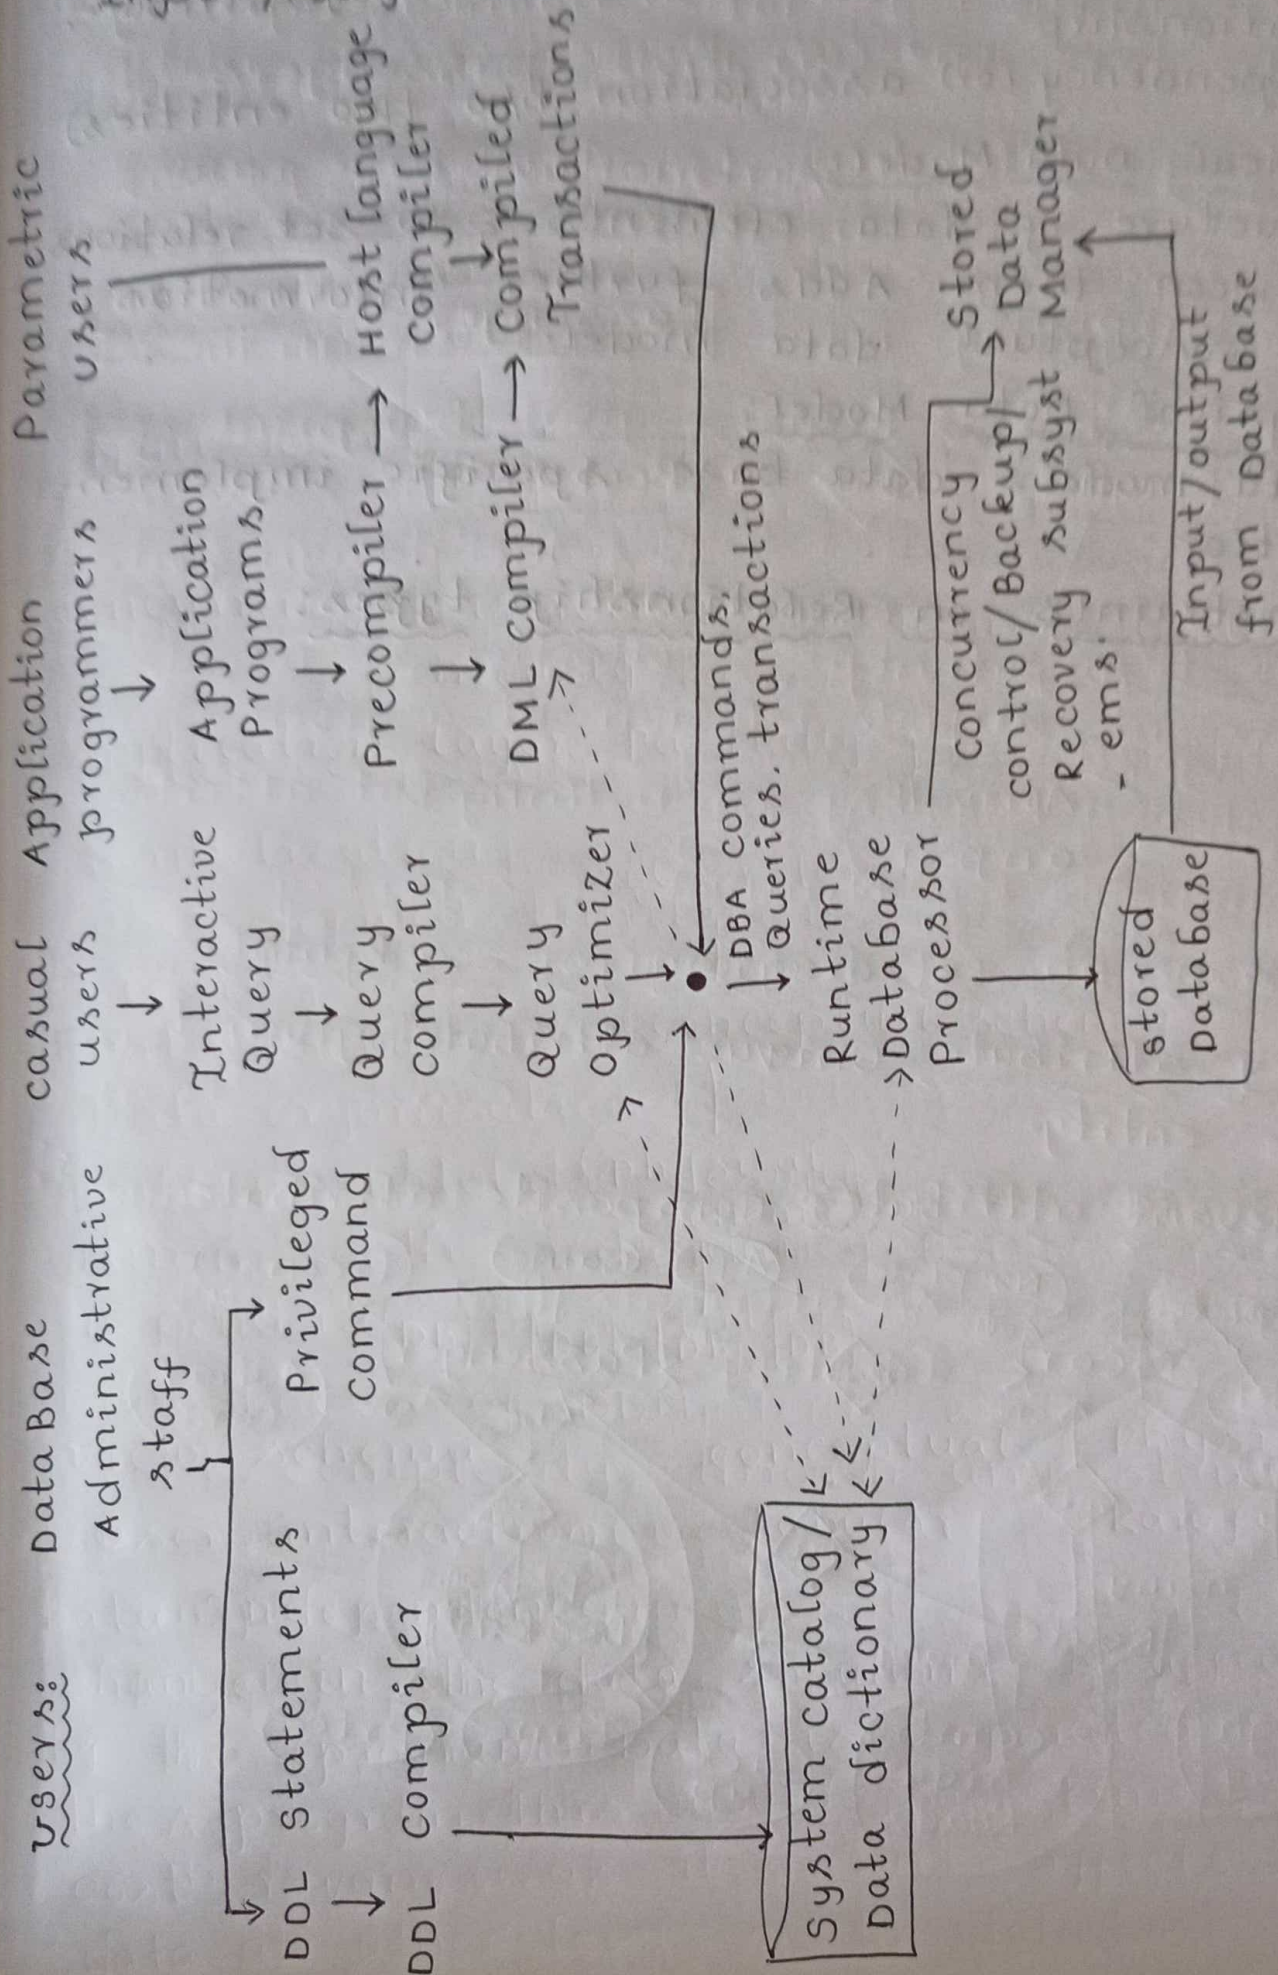 Users:
DataBase
Administrative
staff
casual
users
Application
programmers
Parametric
users
DDL statements
Privileged
command
Interactive
Query
Application
Programs.
DDL compiler
Query
compiler
Precompiler
Host language
compiler
Query
optimizer
DML compiler
compiled
Transactions
DBA commands,
Queries, transactions
System catalog/
Data dictionary
Runtime
Database
Processor
concurrency
control/Backup/
Recovery subsyst
- ems.
Stored
Data
Manager
stored
Database
Input/output
from Database